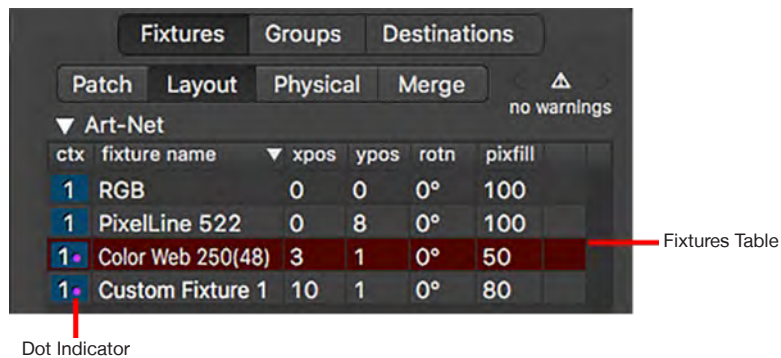 Fixtures Groups Destinations
Patch Layout Physical Merge
no warnings
Art-Net
ctx fixture name xpos ypos rotn pixfill
1 RGB 0 0 0° 100
1 PixelLine 522 0 8 0° 100
1 Color Web 250(48) 3 1 0° 50
1 Custom Fixture 1 10 1 0° 80
Fixtures Table
Dot Indicator